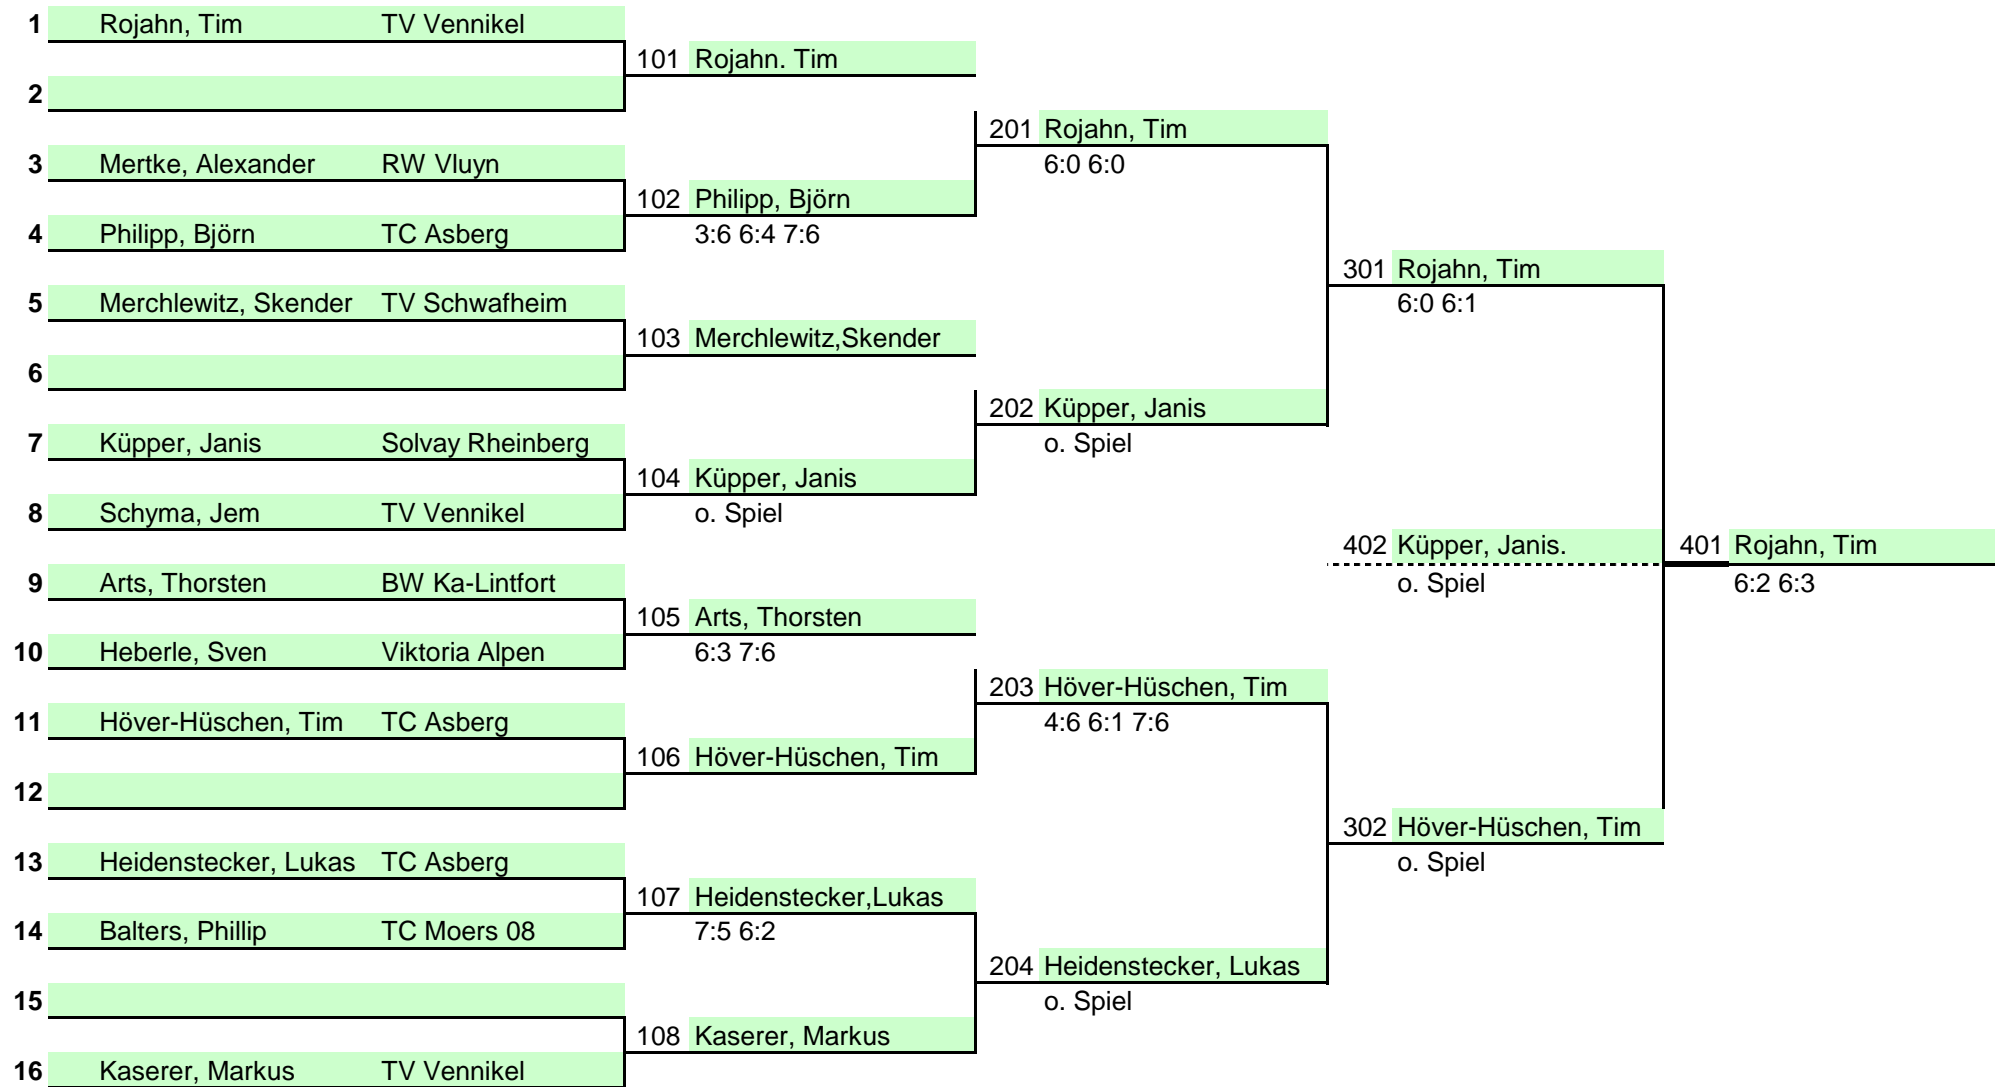 1 Rojahn, Tim TV Vennikel
101 Rojahn. Tim
2
201 Rojahn, Tim
3 Mertke, Alexander RW Vluyn
6:0 6:0
102 Philipp, Björn
4 Philipp, Björn TC Asberg
3:6 6:4 7:6
301 Rojahn, Tim
5 Merchlewitz, Skender TV Schwafheim
6:0 6:1
103 Merchlewitz,Skender
6
202 Küpper, Janis
7 Küpper, Janis Solvay Rheinberg
o. Spiel
104 Küpper, Janis
8 Schyma, Jem TV Vennikel
o. Spiel
402 Küpper, Janis.
401 Rojahn, Tim
9 Arts, Thorsten BW Ka-Lintfort
o. Spiel
6:2 6:3
105 Arts, Thorsten
10 Heberle, Sven Viktoria Alpen
6:3 7:6
203 Höver-Hüschen, Tim
11 Höver-Hüschen, Tim TC Asberg
4:6 6:1 7:6
106 Höver-Hüschen, Tim
12
302 Höver-Hüschen, Tim
13 Heidenstecker, Lukas TC Asberg
o. Spiel
107 Heidenstecker,Lukas
14 Balters, Phillip TC Moers 08
7:5 6:2
204 Heidenstecker, Lukas
15
o. Spiel
108 Kaserer, Markus
16 Kaserer, Markus TV Vennikel